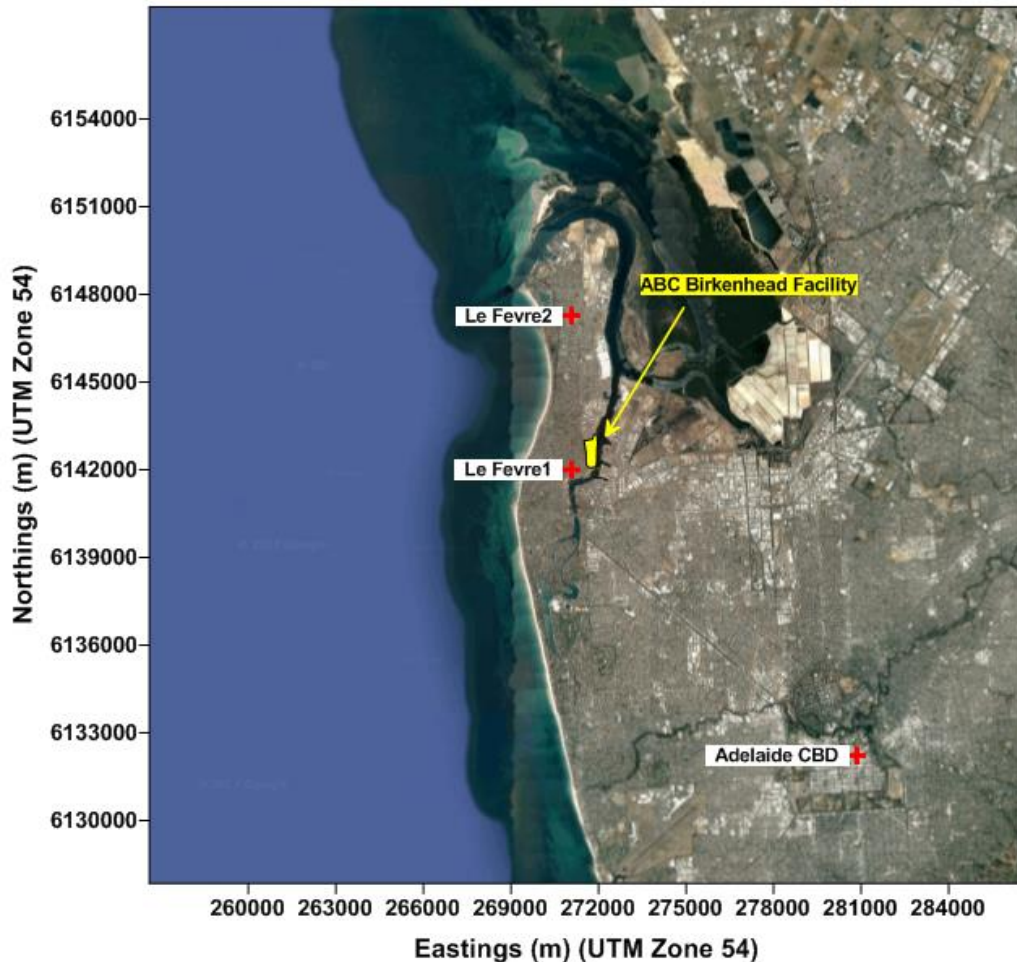 6154000
6151000
6148000
6145000
6142000
6139000
6136000
6133000
6130000
Northings (m) (UTM Zone 54)
ABC Birkenhead Facility
Le Fevre2
Le Fevre1
Adelaide CBD
260000 263000 266000 269000 272000 275000 278000 281000 284000
Eastings (m) (UTM Zone 54)